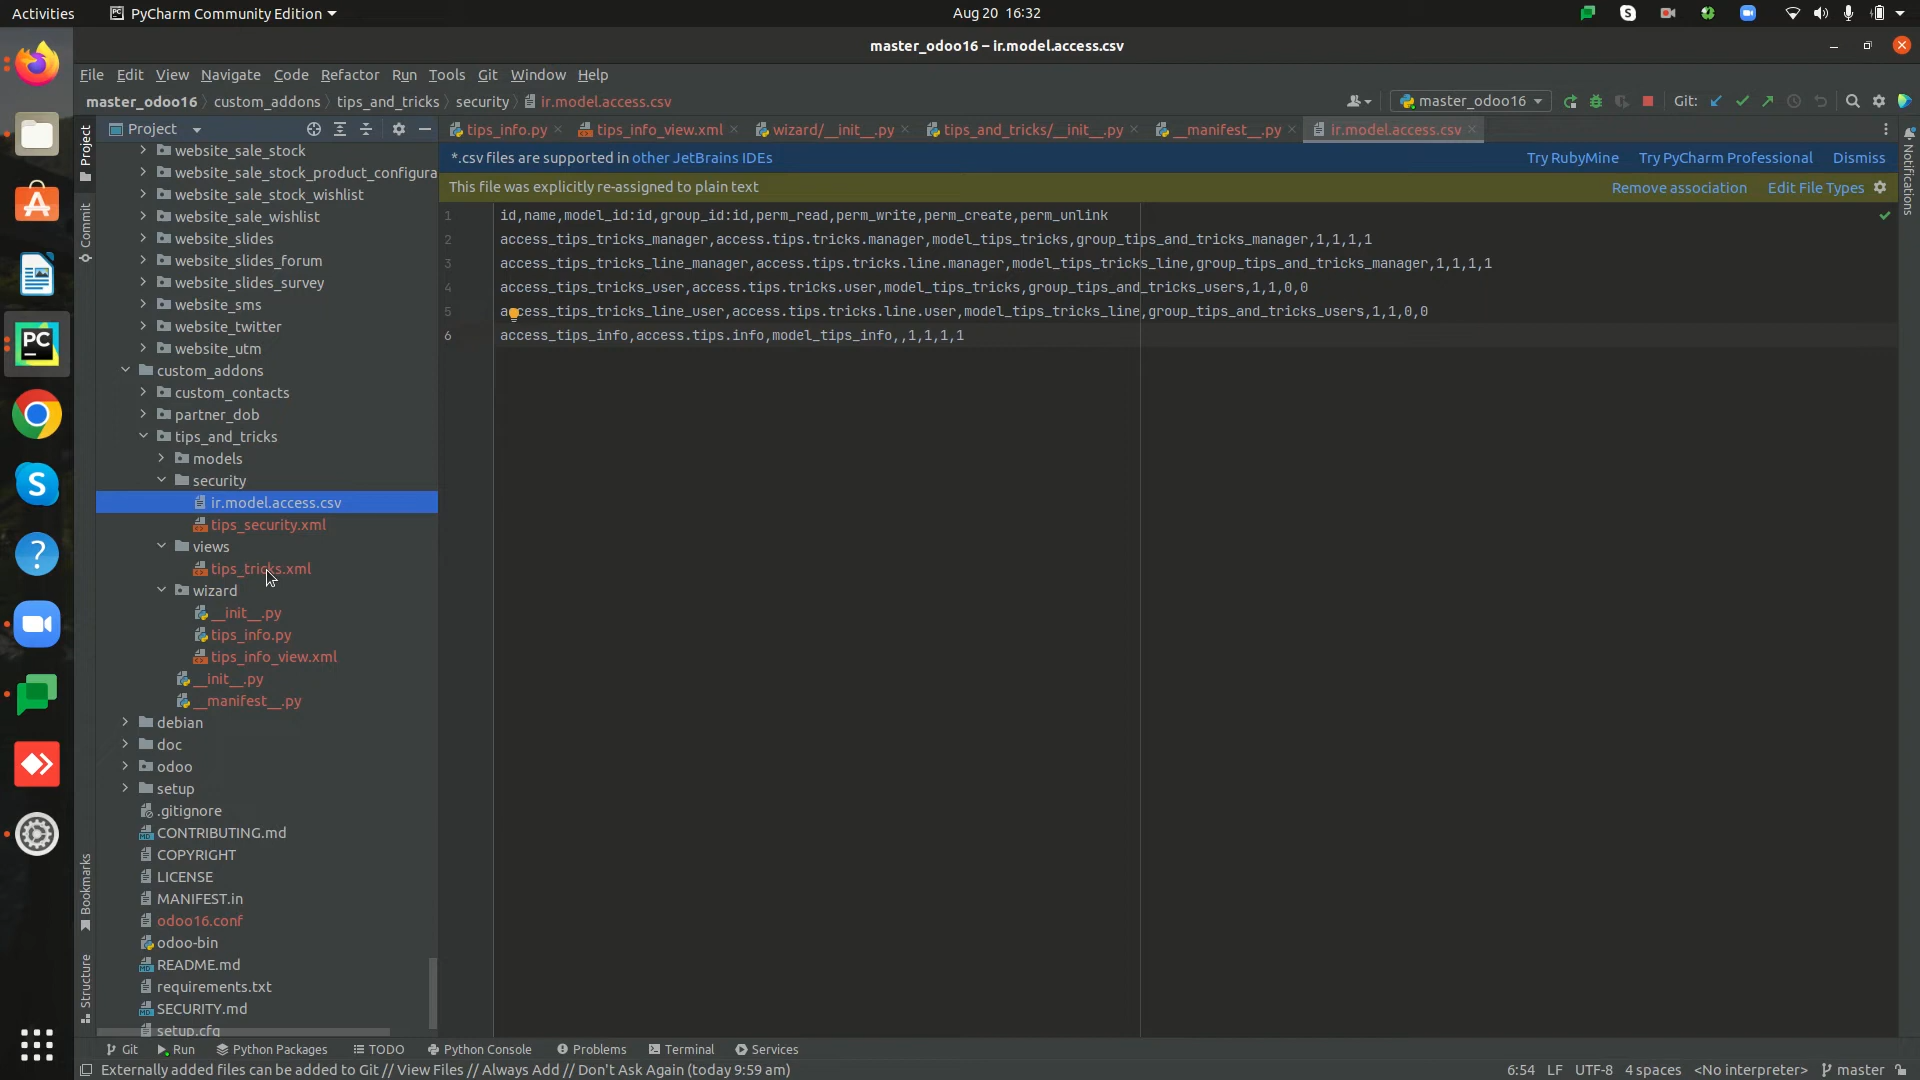 Activities
PyCharm Community Edition
Aug 20 16:32
master_odoo16 – ir.model.access.csv
File Edit View Navigate Code Refactor Run Tools Git Window Help
master_odoo16 custom_addons tips_and_tricks security ir.model.access.csv
master_odoo16
Git:
Project
tips_info.py
tips_info_view.xml
wizard/__init__.py
tips_and_tricks/__init__.py
__manifest__.py
ir.model.access.csv
*.csv files are supported in other JetBrains IDEs
Try RubyMine
Try PyCharm Professional
Dismiss
This file was explicitly re-assigned to plain text
Remove association
Edit File Types
1 id,name,model_id:id,group_id:id,perm_read,perm_write,perm_create,perm_unlink
2 access_tips_tricks_manager,access.tips.tricks.manager,model_tips_tricks,group_tips_and_tricks_manager,1,1,1,1
3 access_tips_tricks_line_manager,access.tips.tricks.line.manager,model_tips_tricks_line,group_tips_and_tricks_manager,1,1,1,1
4 access_tips_tricks_user,access.tips.tricks.user,model_tips_tricks,group_tips_and_tricks_users,1,1,0,0
5 access_tips_tricks_line_user,access.tips.tricks.line.user,model_tips_tricks_line,group_tips_and_tricks_users,1,1,0,0
6 access_tips_info,access.tips.info,model_tips_info,,1,1,1,1
Project
Commit
Bookmarks
Structure
Notifications
website_sale_stock
website_sale_stock_product_configura
website_sale_stock_wishlist
website_sale_wishlist
website_slides
website_slides_forum
website_slides_survey
website_sms
website_twitter
website_utm
custom_addons
custom_contacts
partner_dob
tips_and_tricks
models
security
ir.model.access.csv
tips_security.xml
views
tips_tricks.xml
wizard
__init__.py
tips_info.py
tips_info_view.xml
__init__.py
__manifest__.py
debian
doc
odoo
setup
.gitignore
CONTRIBUTING.md
COPYRIGHT
LICENSE
MANIFEST.in
odoo16.conf
odoo-bin
README.md
requirements.txt
SECURITY.md
setup.cfg
Git Run Python Packages TODO Python Console Problems Terminal Services
Externally added files can be added to Git // View Files // Always Add // Don't Ask Again (today 9:59 am)
6:54 LF UTF-8 4 spaces <No interpreter> master